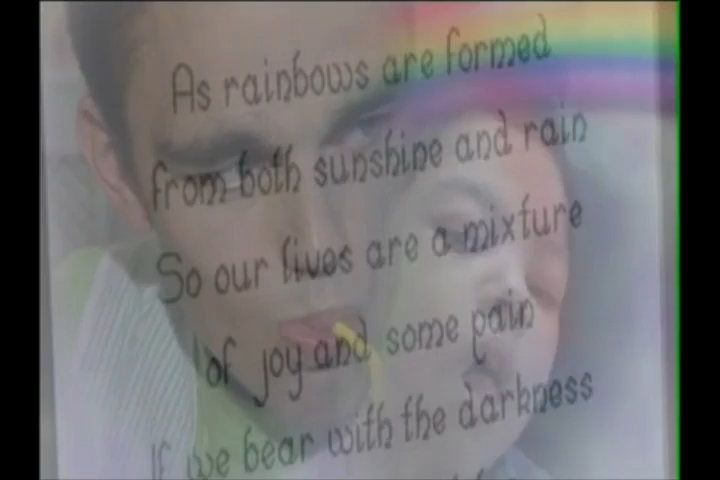 As rainbows are formed
from both sunshine and rain
So our lives are a mixture
of joy and some pain
If we bear with the darkness